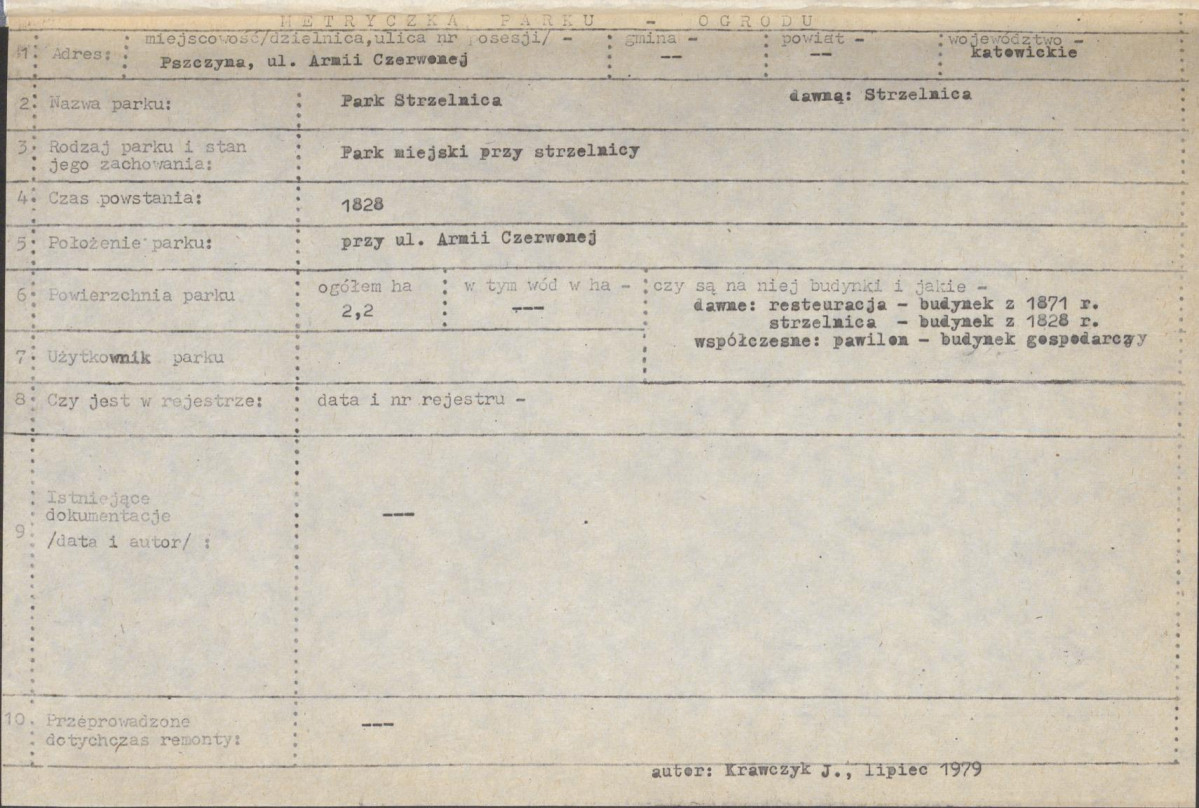 METRYCZKA PARKU - OGRODU
1. Adres: miejscowość/dzielnica,ulica nr posesji/ - gmina - powiat - województwo -
Pszczyna, ul. Armii Czerwonej -- -- katowickie
2. Nazwa parku: Park Strzelnica dawną: Strzelnica
3. Rodzaj parku i stan
jego zachowania: Park miejski przy strzelnicy
4. Czas powstania: 1828
5. Położenie parku: przy ul. Armii Czerwonej
6. Powierzchnia parku ogółem ha w tym wód w ha - czy są na niej budynki i jakie -
2,2 --- dawne: resteuracja - budynek z 1871 r.
strzelnica - budynek z 1828 r.
współczesne: pawilon - budynek gospodarczy
7. Użytkownik parku
8. Czy jest w rejestrze: data i nr rejestru -
9. Istniejące
dokumentacje ---
/data i autor/ :
10. Przeprowadzone ---
dotychczas remonty:
autor: Krawczyk J., lipiec 1979